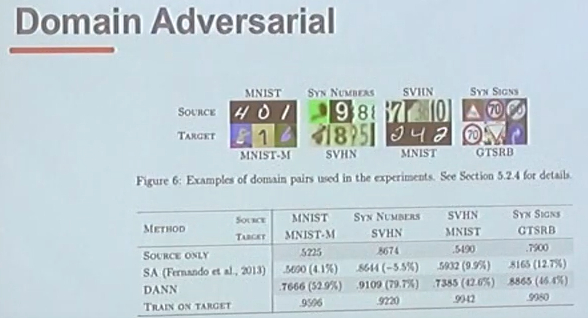 Domain Adversarial
MNIST SYN NUMBERS SVHN SYN SIGNS
SOURCE
TARGET
MNIST-M SVHN MNIST GTSRB
Figure 6: Examples of domain pairs used in the experiments. See Section 5.2.4 for details.
METHOD SOURCE MNIST SYN NUMBERS SVHN SYN SIGNS
TARGET MNIST-M SVHN MNIST GTSRB
SOURCE ONLY .5225 .8674 .5490 .7900
SA (Fernando et al., 2013) .5690 (4.1%) .8644 (−5.5%) .5932 (9.9%) .8165 (12.7%)
DANN .7666 (52.9%) .9109 (79.7%) .7385 (42.6%) .8865 (46.4%)
TRAIN ON TARGET .9596 .9220 .9942 .9980